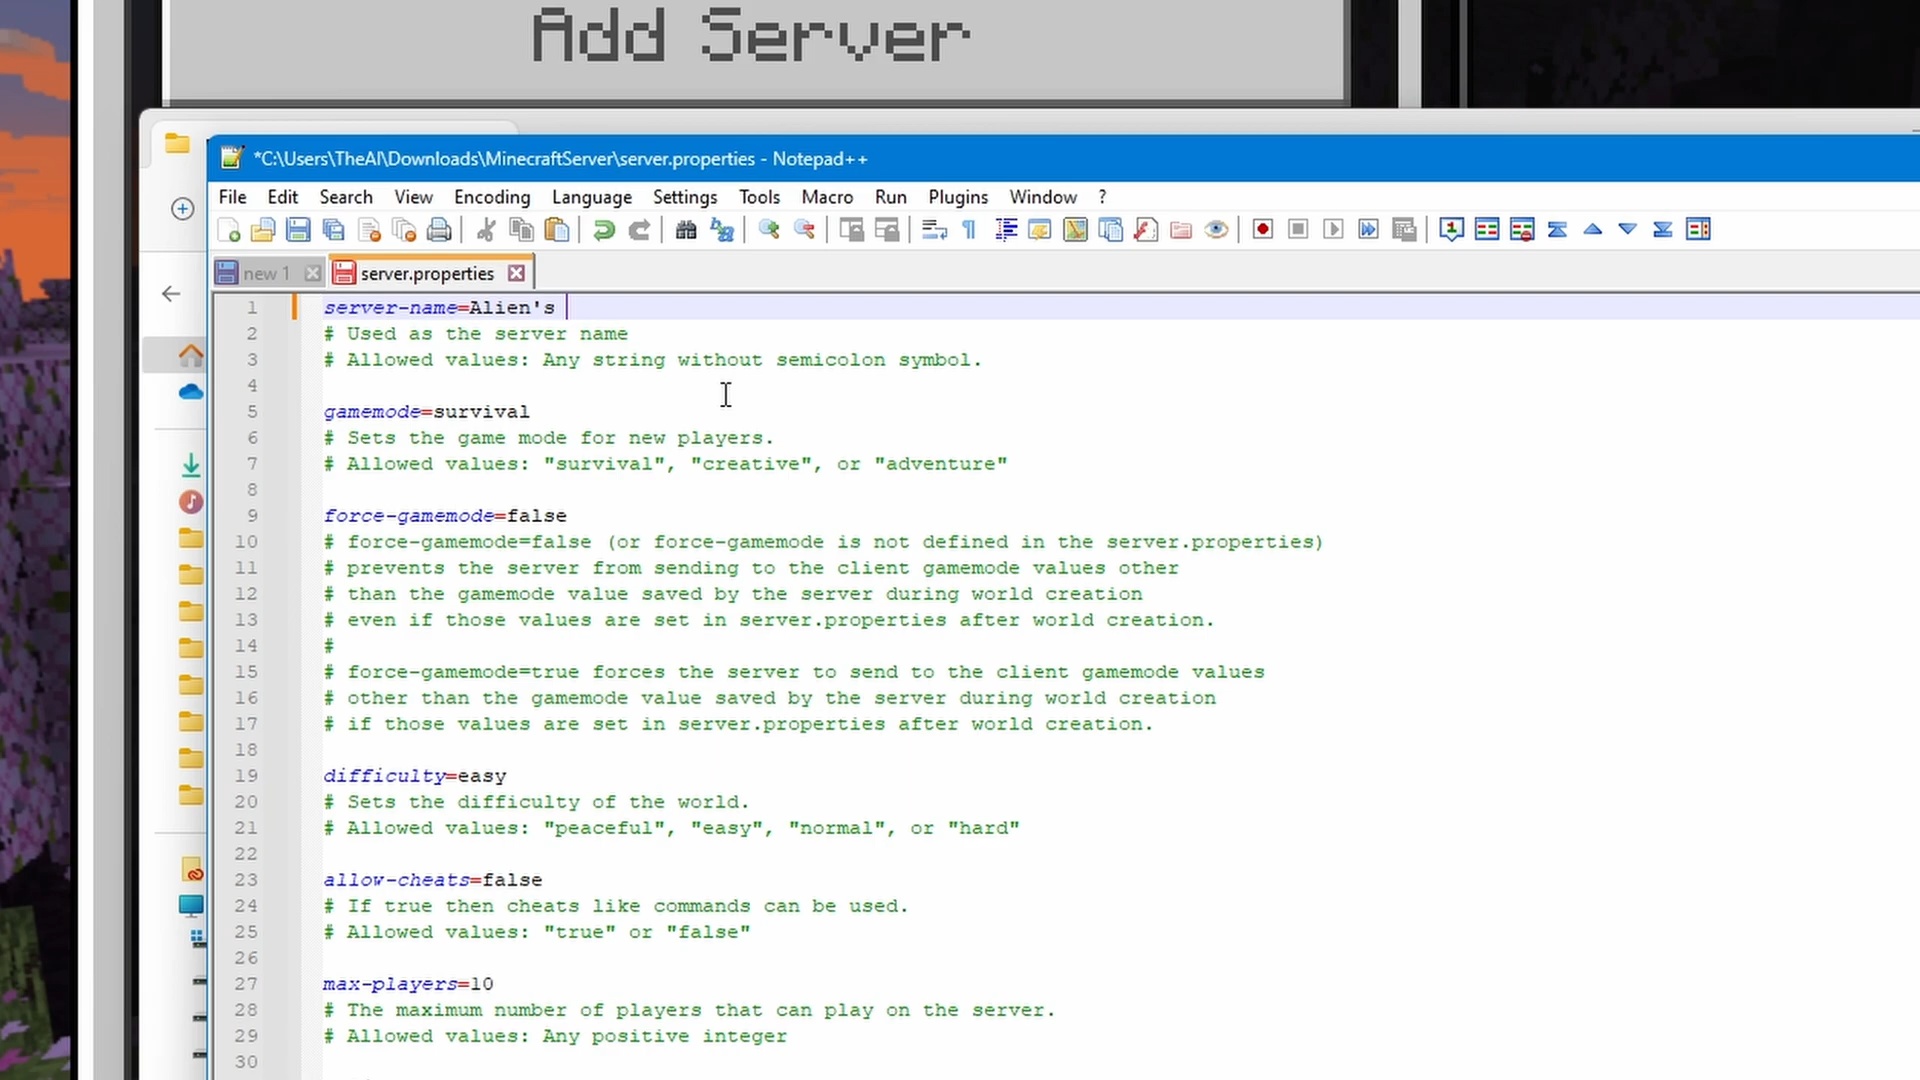 Add Server
*C:\Users\TheAl\Downloads\MinecraftServer\server.properties - Notepad++
File Edit Search View Encoding Language Settings Tools Macro Run Plugins Window ?
new 1 server.properties
1 server-name=Alien's
2 # Used as the server name
3 # Allowed values: Any string without semicolon symbol.
4
5 gamemode=survival
6 # Sets the game mode for new players.
7 # Allowed values: "survival", "creative", or "adventure"
8
9 force-gamemode=false
10 # force-gamemode=false (or force-gamemode is not defined in the server.properties)
11 # prevents the server from sending to the client gamemode values other
12 # than the gamemode value saved by the server during world creation
13 # even if those values are set in server.properties after world creation.
14 #
15 # force-gamemode=true forces the server to send to the client gamemode values
16 # other than the gamemode value saved by the server during world creation
17 # if those values are set in server.properties after world creation.
18
19 difficulty=easy
20 # Sets the difficulty of the world.
21 # Allowed values: "peaceful", "easy", "normal", or "hard"
22
23 allow-cheats=false
24 # If true then cheats like commands can be used.
25 # Allowed values: "true" or "false"
26
27 max-players=10
28 # The maximum number of players that can play on the server.
29 # Allowed values: Any positive integer
30